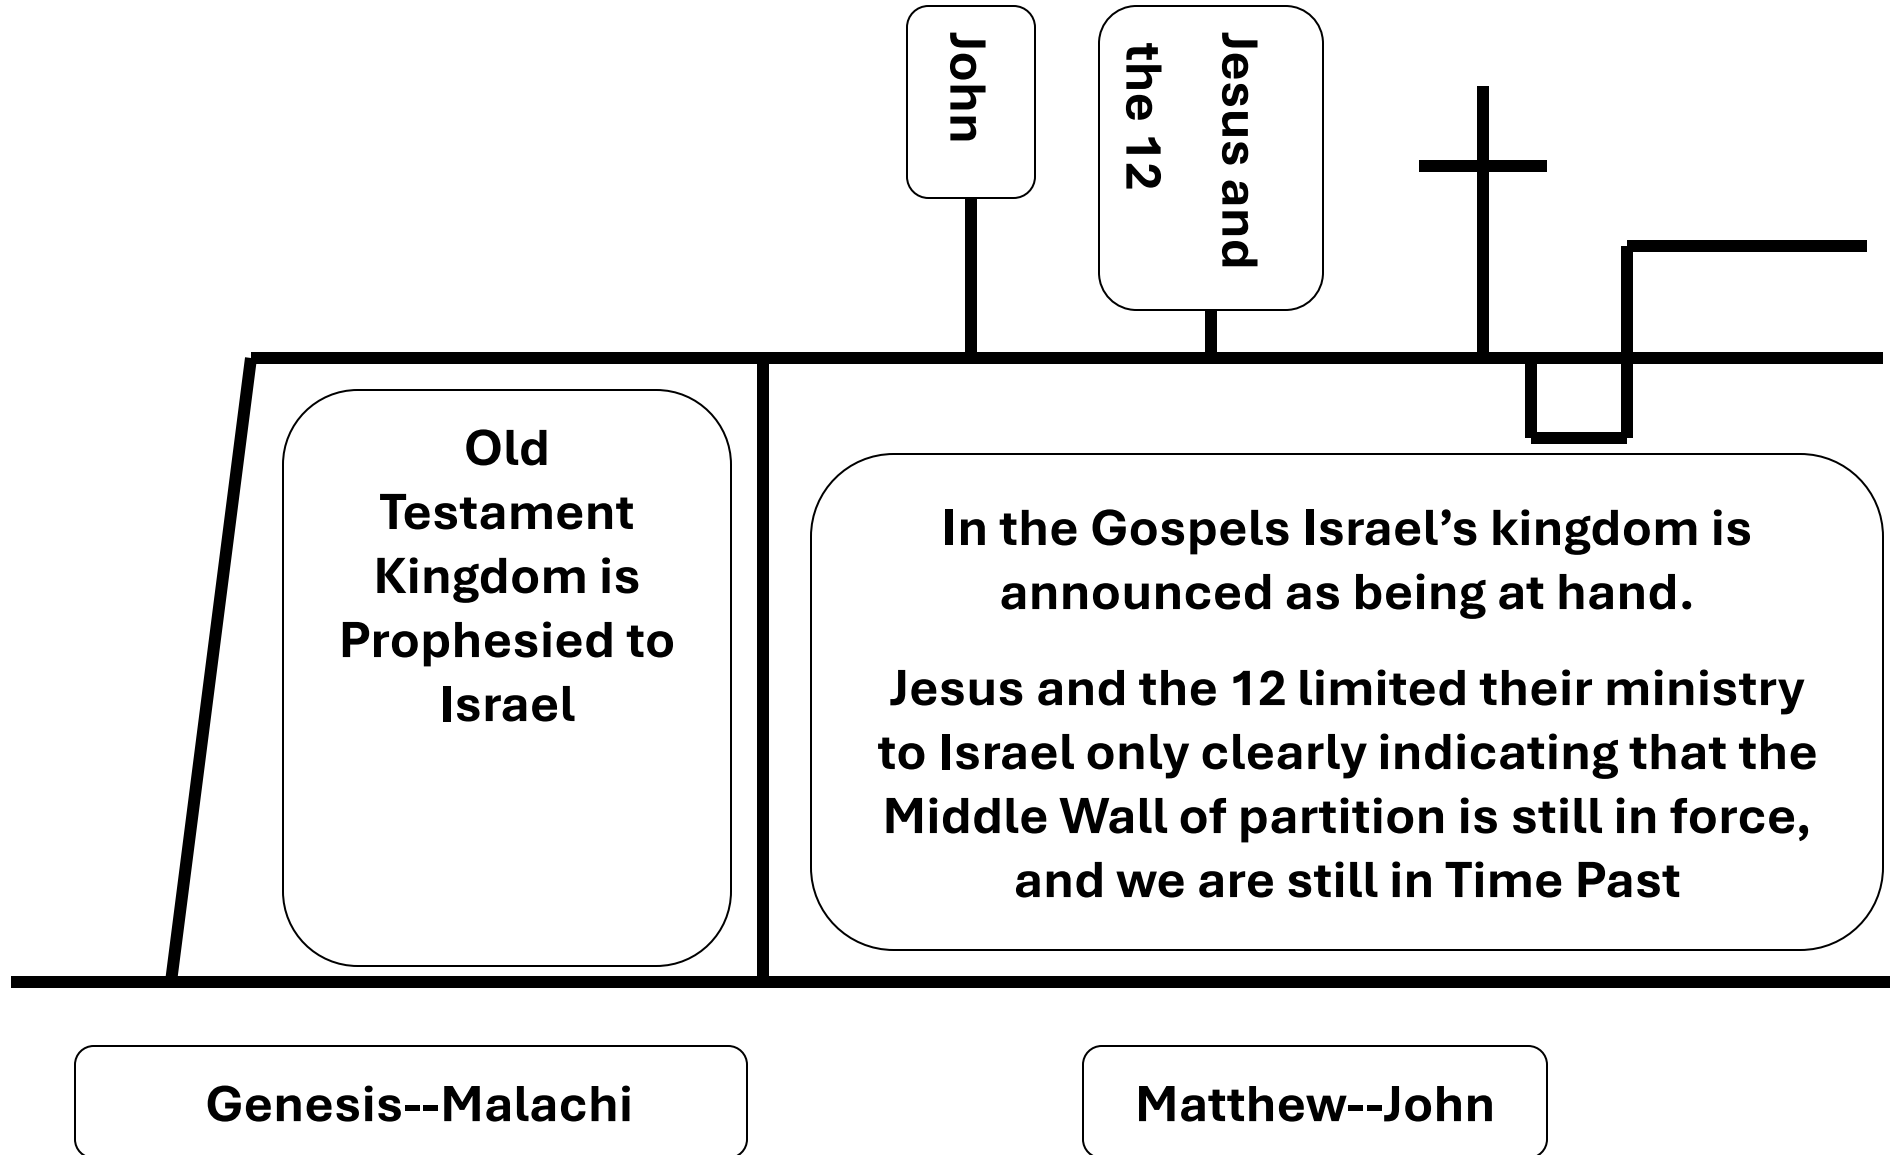 John
Jesus and
the 12
Old
Testament
Kingdom is
Prophesied to
Israel
In the Gospels Israel’s kingdom is
announced as being at hand.
Jesus and the 12 limited their ministry
to Israel only clearly indicating that the
Middle Wall of partition is still in force,
and we are still in Time Past
Genesis--Malachi
Matthew--John